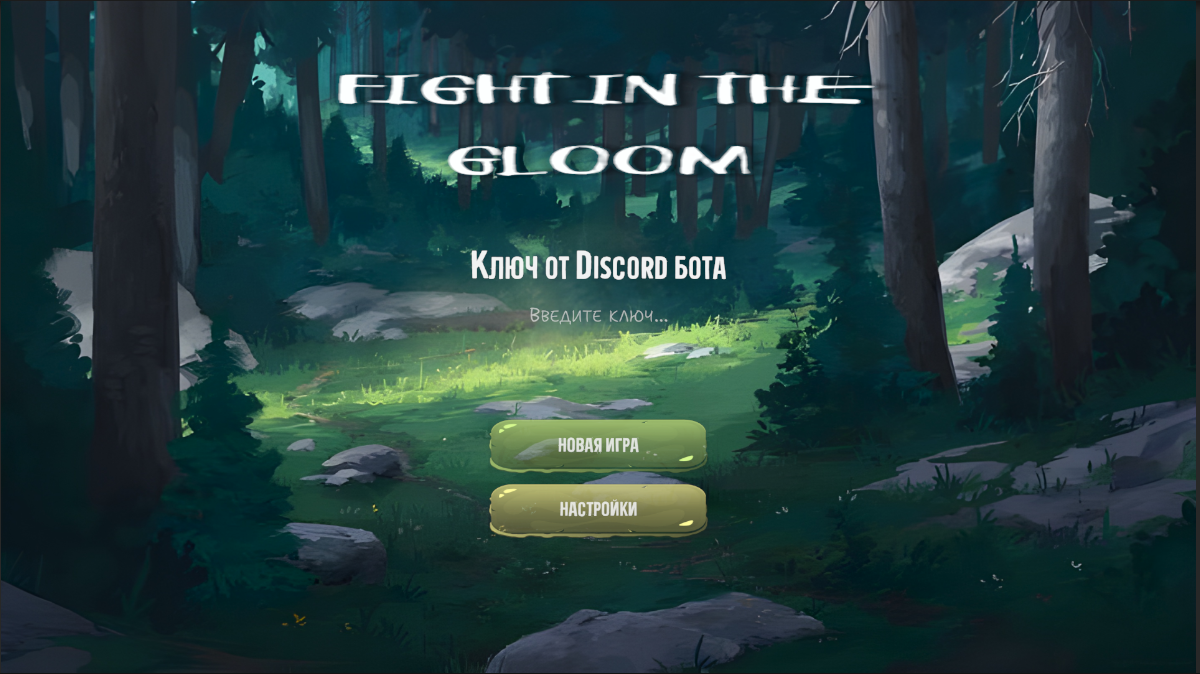 FIGHT IN THE
GLOOM
Ключ от Discord бота
Введите ключ...
НОВАЯ ИГРА
НАСТРОЙКИ